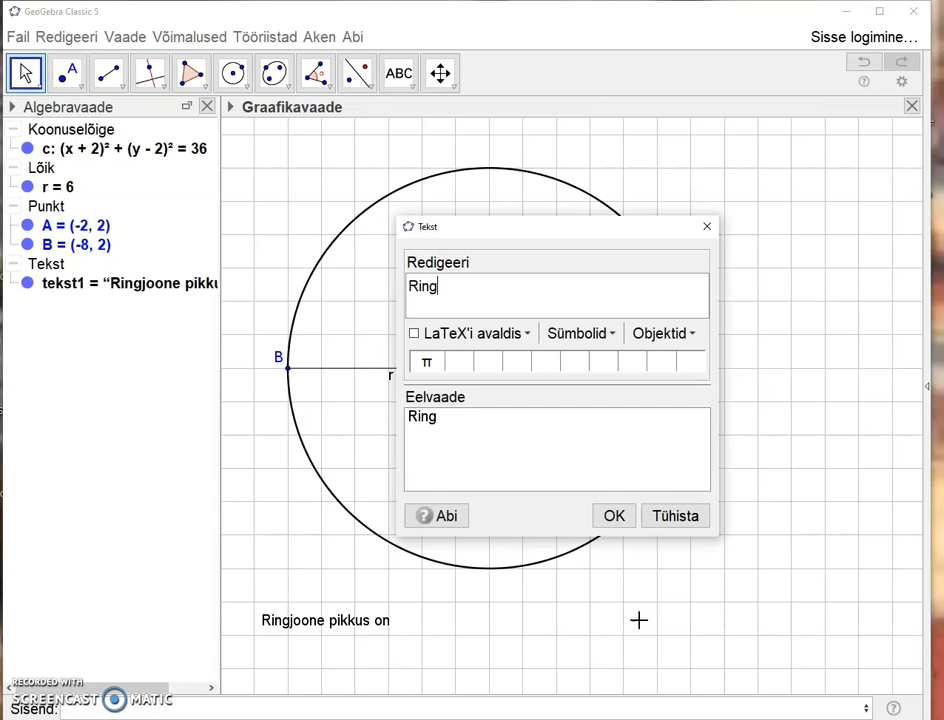 GeoGebra Classic 5
Fail Redigeeri Vaade Võimalused Tööriistad Aken Abi
Sisse logimine...
A
ABC
Algebravaade
Graafikavaade
Koonuselõige
c: (x + 2)² + (y - 2)² = 36
Lõik
r = 6
Punkt
A = (-2, 2)
B = (-8, 2)
Tekst
tekst1 = “Ringjoone pikku
Tekst
Redigeeri
Ring
LaTeX'i avaldis
Sümbolid
Objektid
π
Eelvaade
Ring
? Abi
OK
Tühista
B
r
Ringjoone pikkus on
RECORDED WITH
SCREENCAST MATIC
Sisend: